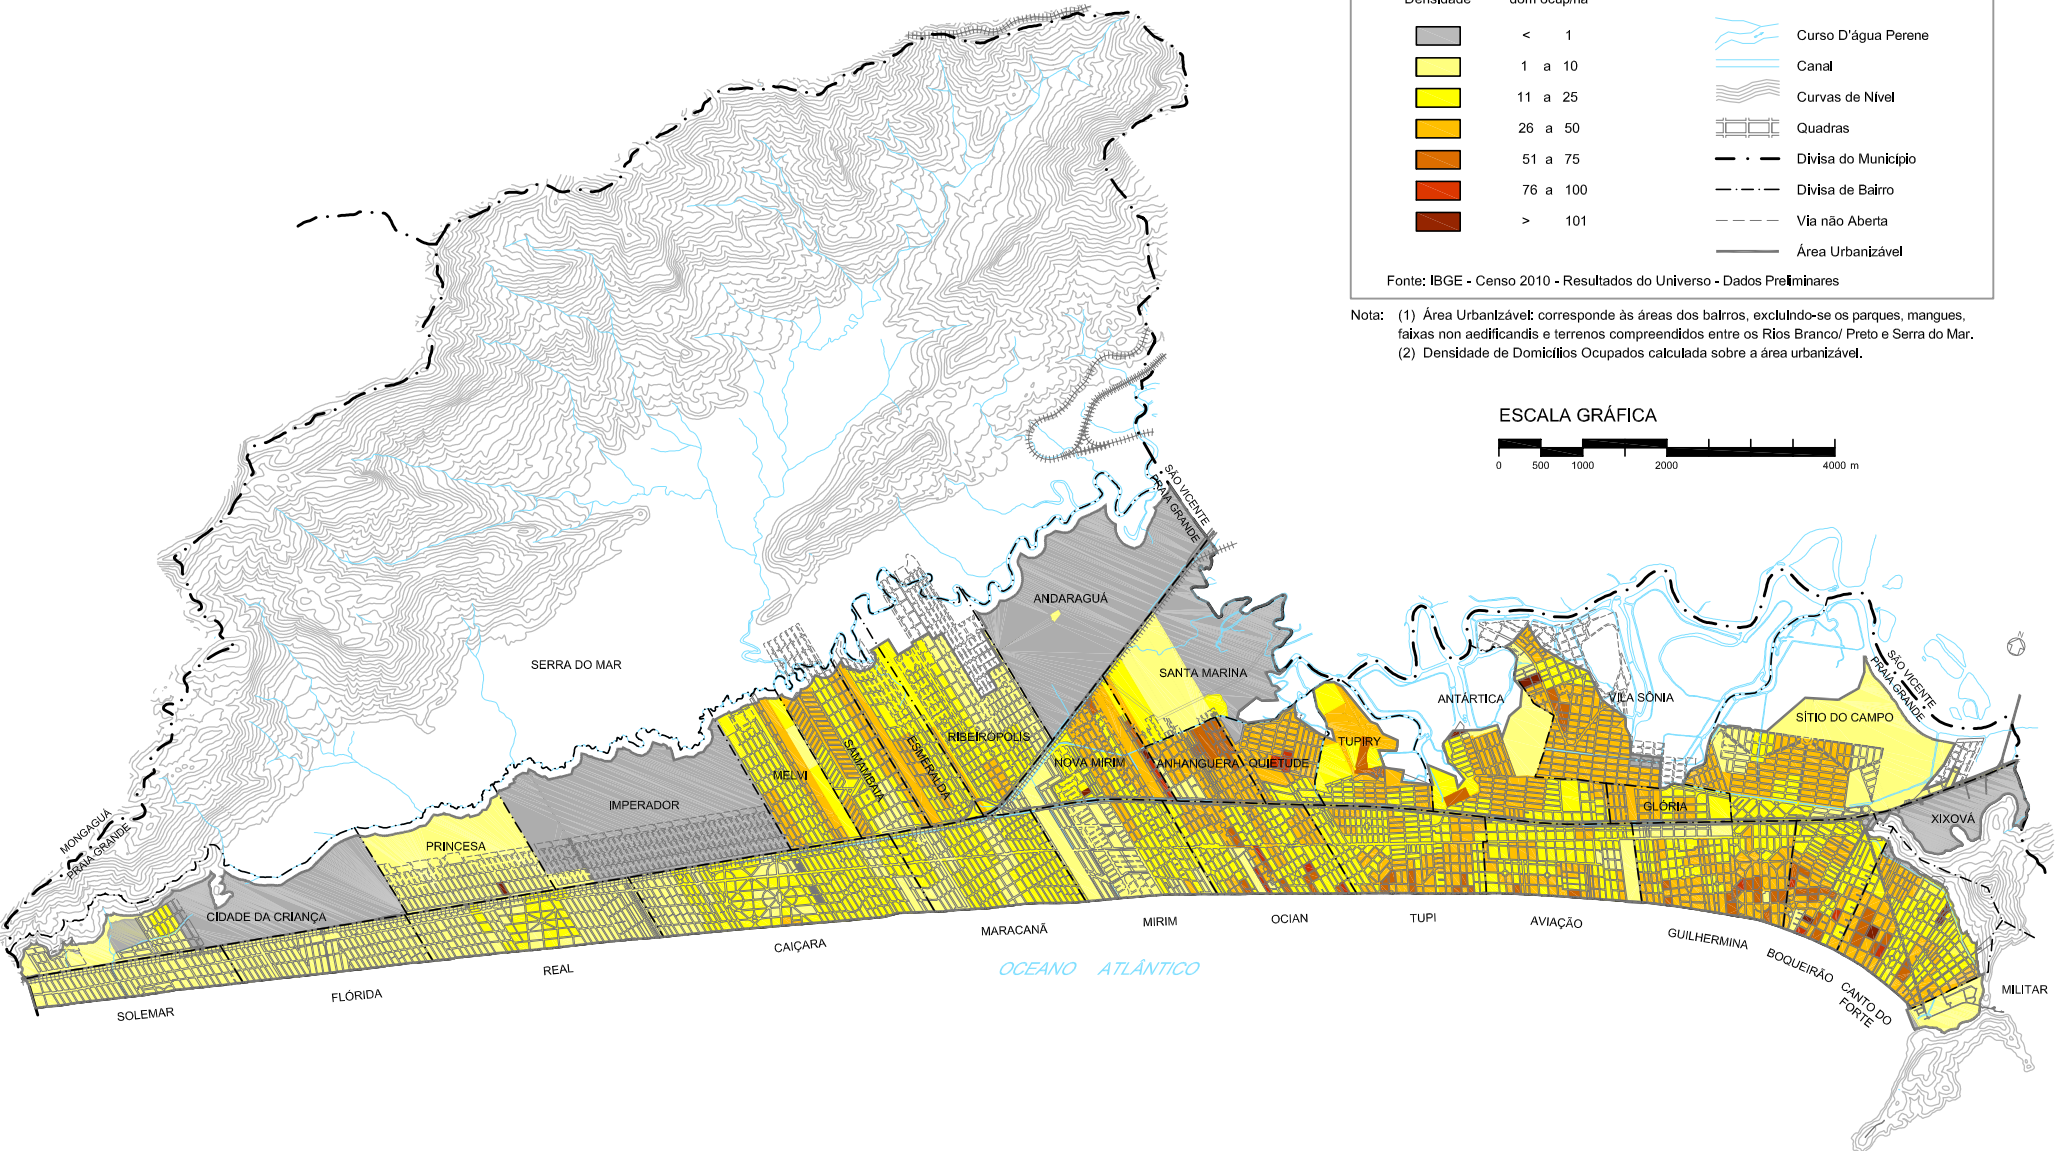 Densidade dom ocup/ha
< 1
1 a 10
11 a 25
26 a 50
51 a 75
76 a 100
> 101
Curso D'água Perene
Canal
Curvas de Nível
Quadras
Divisa do Município
Divisa de Bairro
Via não Aberta
Área Urbanizável
Fonte: IBGE - Censo 2010 - Resultados do Universo - Dados Preliminares
Nota: (1) Área Urbanizável: corresponde às áreas dos bairros, excluindo-se os parques, mangues,
faixas non aedificandis e terrenos compreendidos entre os Rios Branco/ Preto e Serra do Mar.
(2) Densidade de Domicílios Ocupados calculada sobre a área urbanizável.
ESCALA GRÁFICA
0 500 1000 2000 4000 m
SÃO VICENTE
PRAIA GRANDE
ANDARAGUÁ
SERRA DO MAR
SANTA MARINA
ANTÁRTICA
VILA SÔNIA
SÃO VICENTE
PRAIA GRANDE
N
SÍTIO DO CAMPO
RIBEIRÓPOLIS
ESMERALDA
SAMAMBAIA
MELVI
NOVA MIRIM
ANHANGUERA
QUIETUDE
TUPIRY
IMPERADOR
GLÓRIA
XIXOVÁ
MONGAGUÁ
PRAIA GRANDE
PRINCESA
CIDADE DA CRIANÇA
SOLEMAR
FLÓRIDA
REAL
CAIÇARA
MARACANÃ
MIRIM
OCIAN
TUPI
AVIAÇÃO
GUILHERMINA
BOQUEIRÃO
CANTO DO
FORTE
MILITAR
OCEANO ATLÂNTICO